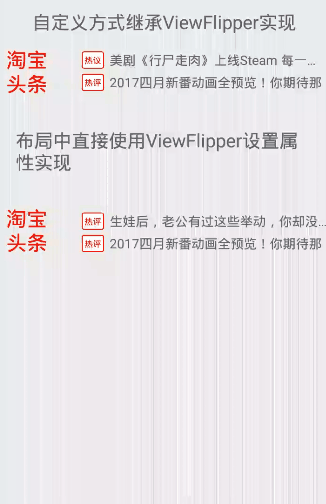 自定义方式继承ViewFlipper实现
淘宝
头条
热议 美剧《行尸走肉》上线Steam 每一...
热评 2017四月新番动画全预览！你期待那
布局中直接使用ViewFlipper设置属
性实现
淘宝
头条
热评 生娃后，老公有过这些举动，你却没...
热评 2017四月新番动画全预览！你期待那